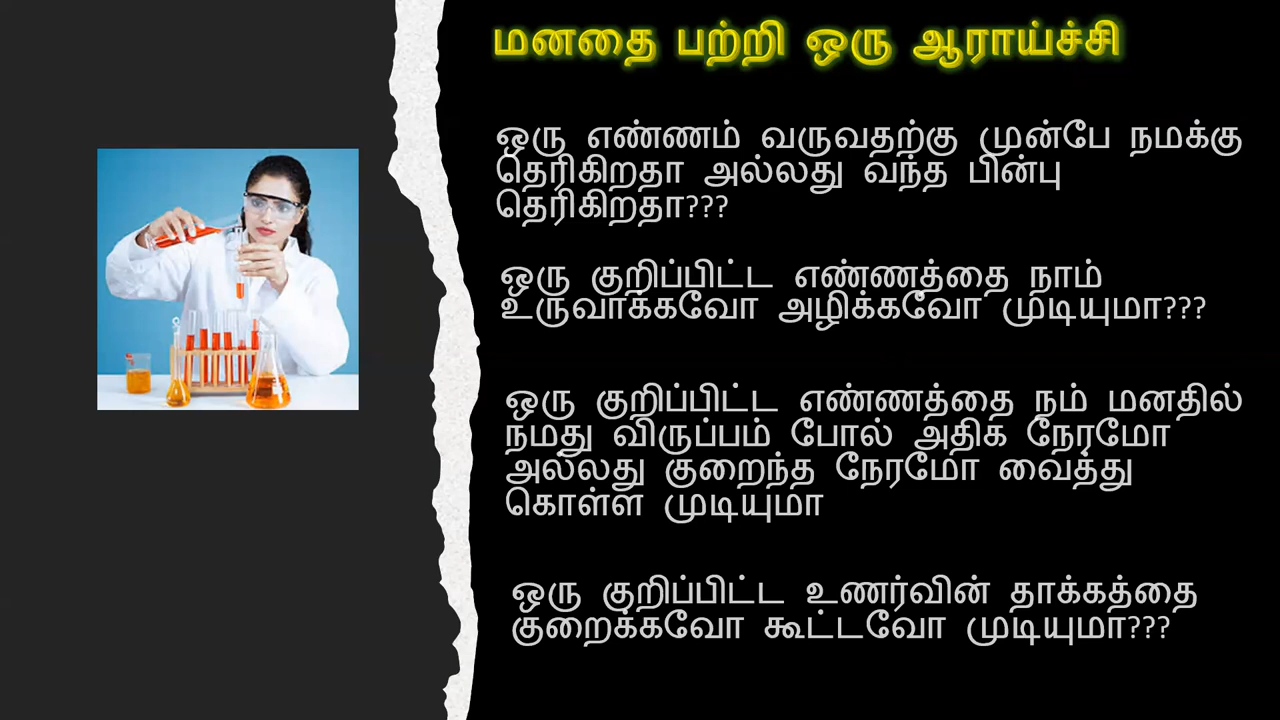 மனதை பற்றி ஒரு ஆராய்ச்சி
ஒரு எண்ணம் வருவதற்கு முன்பே நமக்கு
தெரிகிறதா அல்லது வந்த பின்பு
தெரிகிறதா???
ஒரு குறிப்பிட்ட எண்ணத்தை நாம்
உருவாக்கவோ அழிக்கவோ முடியுமா???
ஒரு குறிப்பிட்ட எண்ணத்தை நம் மனதில்
நமது விருப்பம் போல் அதிக நேரமோ
அல்லது குறைந்த நேரமோ வைத்து
கொள்ள முடியுமா
ஒரு குறிப்பிட்ட உணர்வின் தாக்கத்தை
குறைக்கவோ கூட்டவோ முடியுமா???